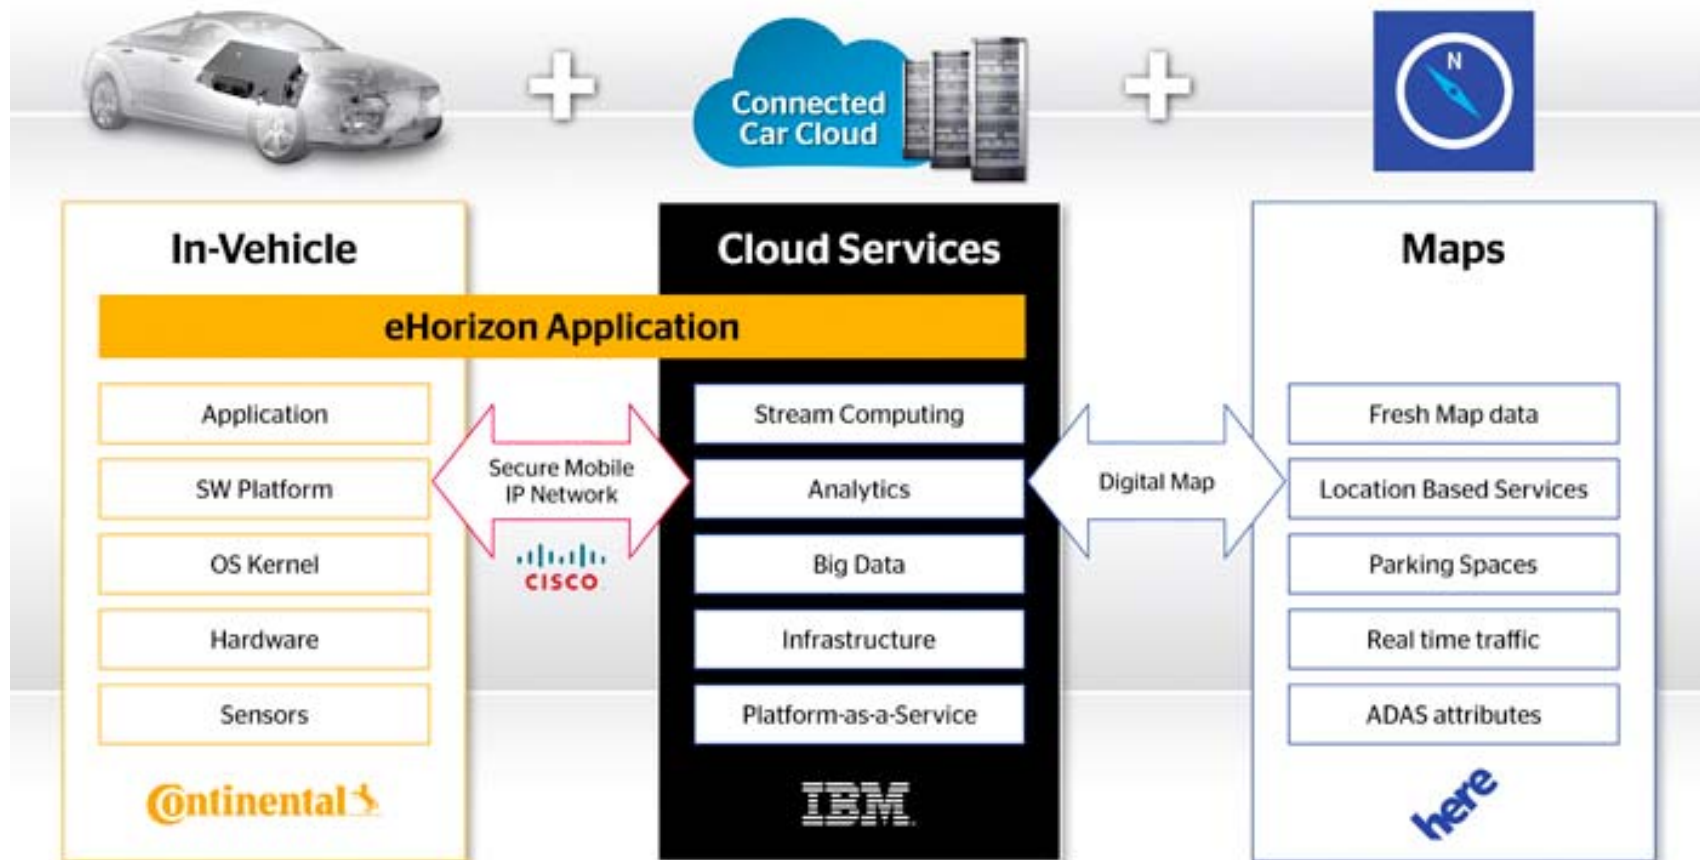 Connected
Car Cloud
N
In-Vehicle
Cloud Services
Maps
eHorizon Application
Application
SW Platform
OS Kernel
Hardware
Sensors
Continental
Secure Mobile
IP Network
CISCO
Stream Computing
Analytics
Big Data
Infrastructure
Platform-as-a-Service
IBM
Digital Map
Fresh Map data
Location Based Services
Parking Spaces
Real time traffic
ADAS attributes
here